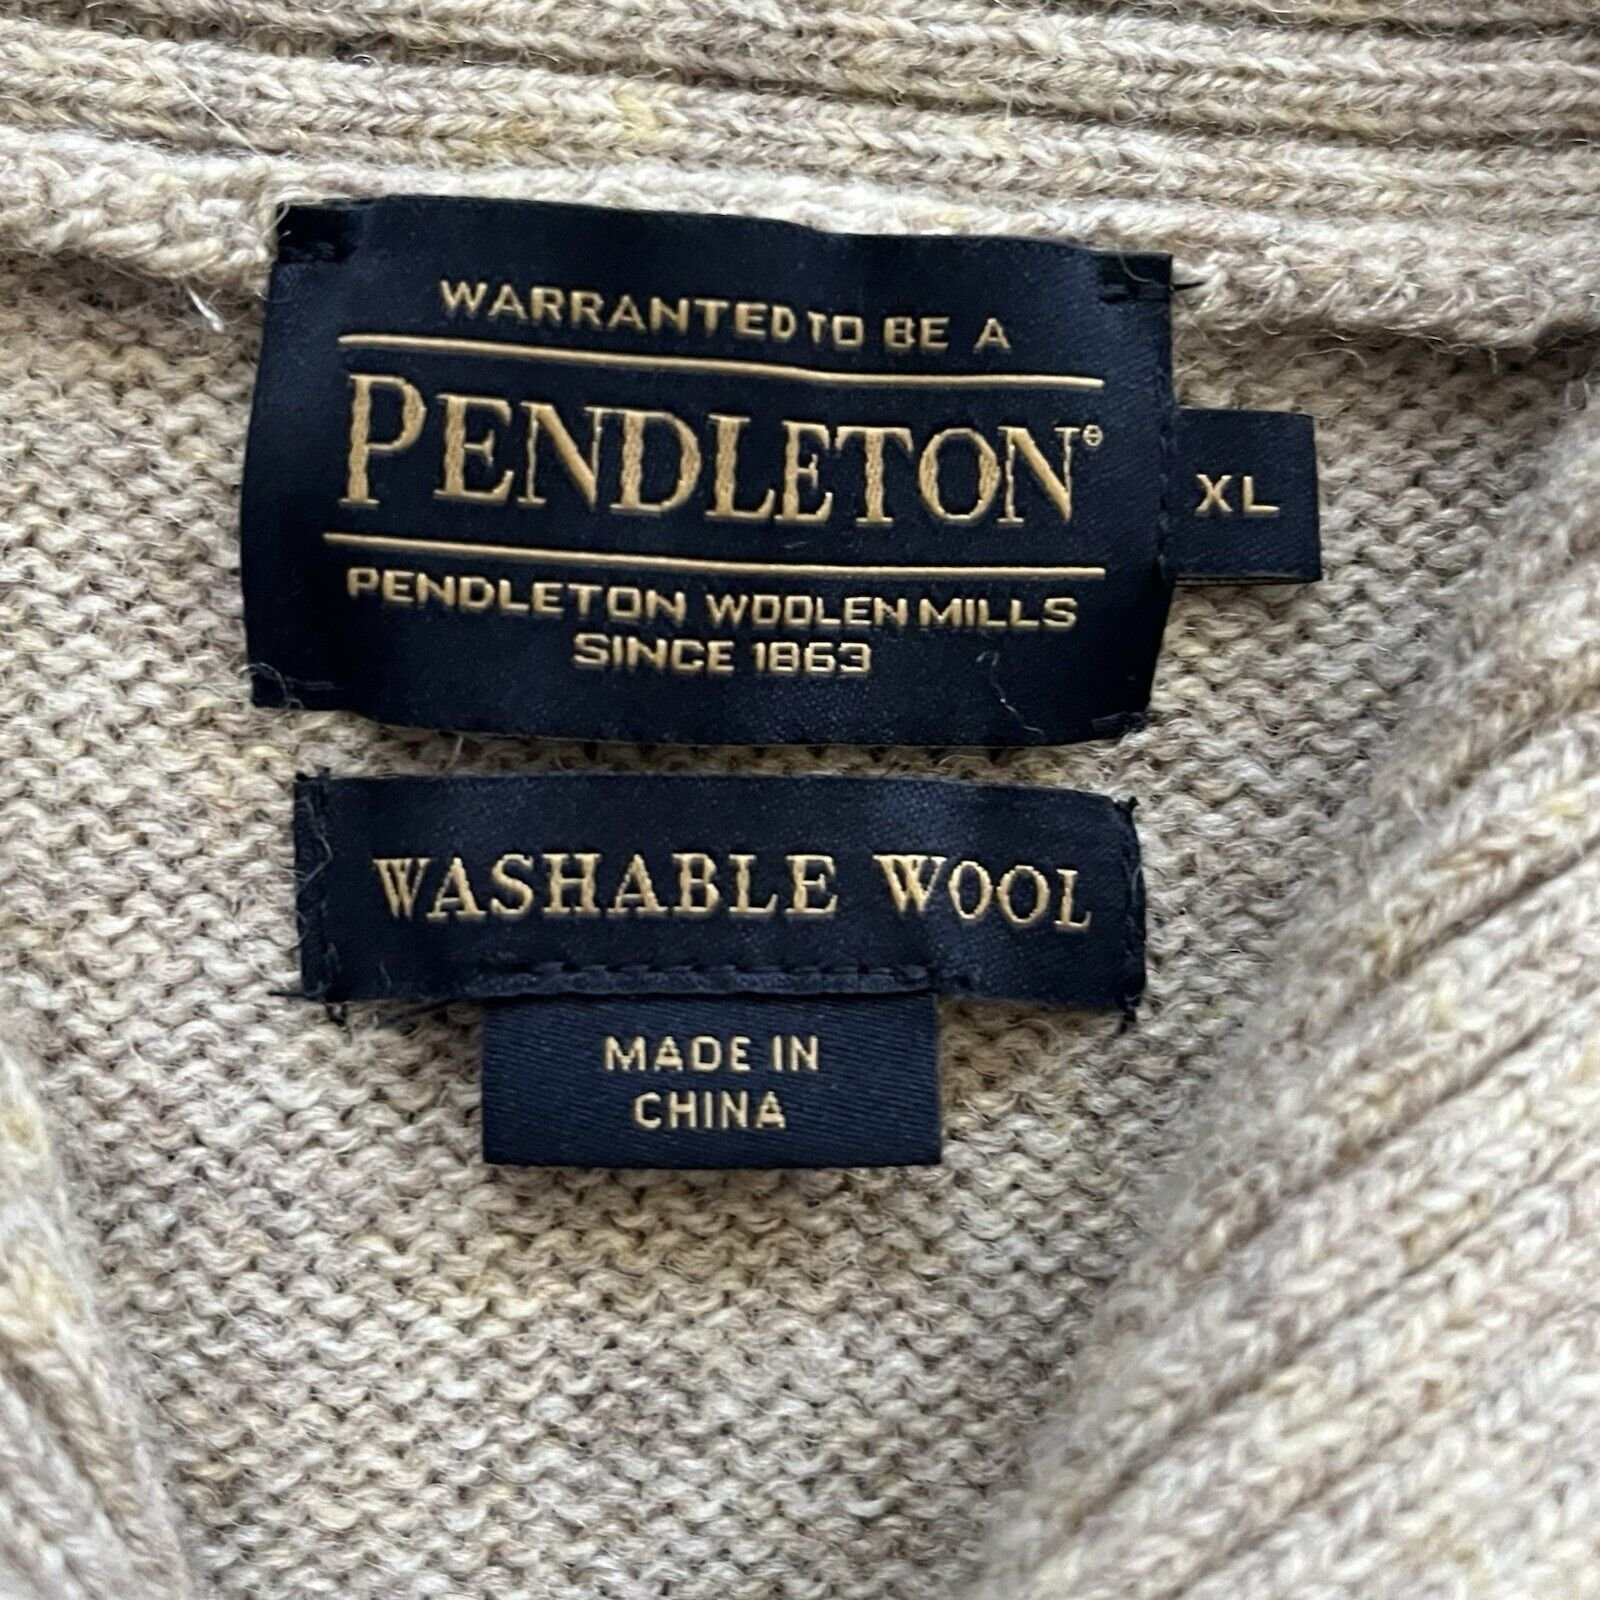 WARRANTED TO BE A
PENDLETON®
XL
PENDLETON WOOLEN MILLS
SINCE 1863
WASHABLE WOOL
MADE IN
CHINA